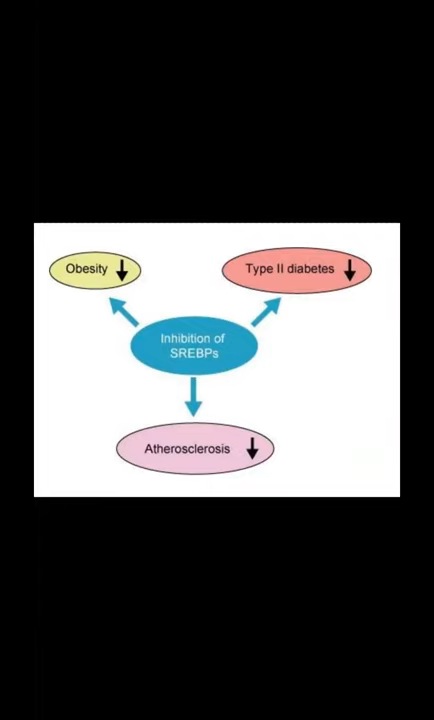 Obesity
Type II diabetes
Inhibition of
SREBPs
Atherosclerosis